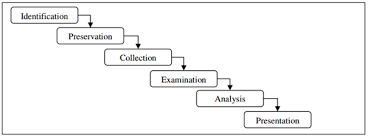 Identification
Preservation
Collection
Examination
Analysis
Presentation